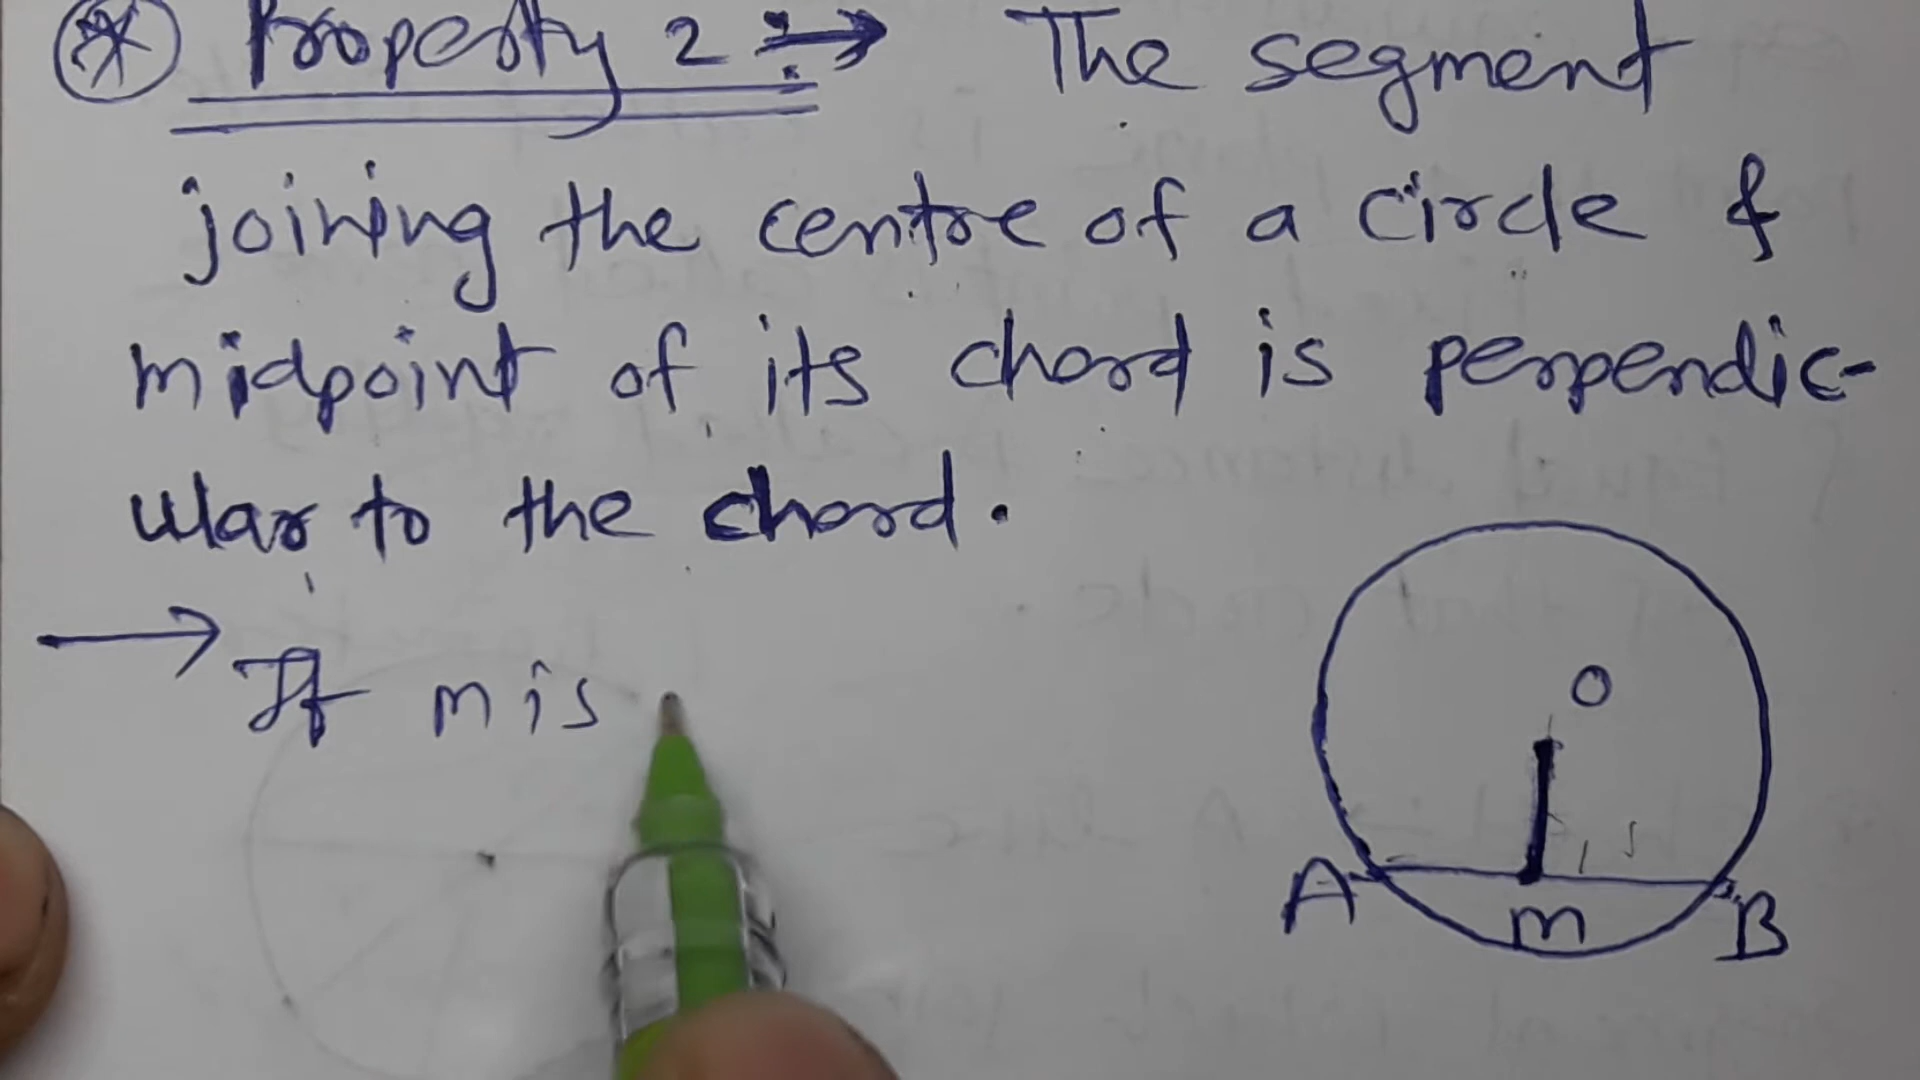 Property 2 :→ The segment
joining the centre of a circle &
midpoint of its chord is perpendic-
ular to the chord.
→ If m is
O
A m B